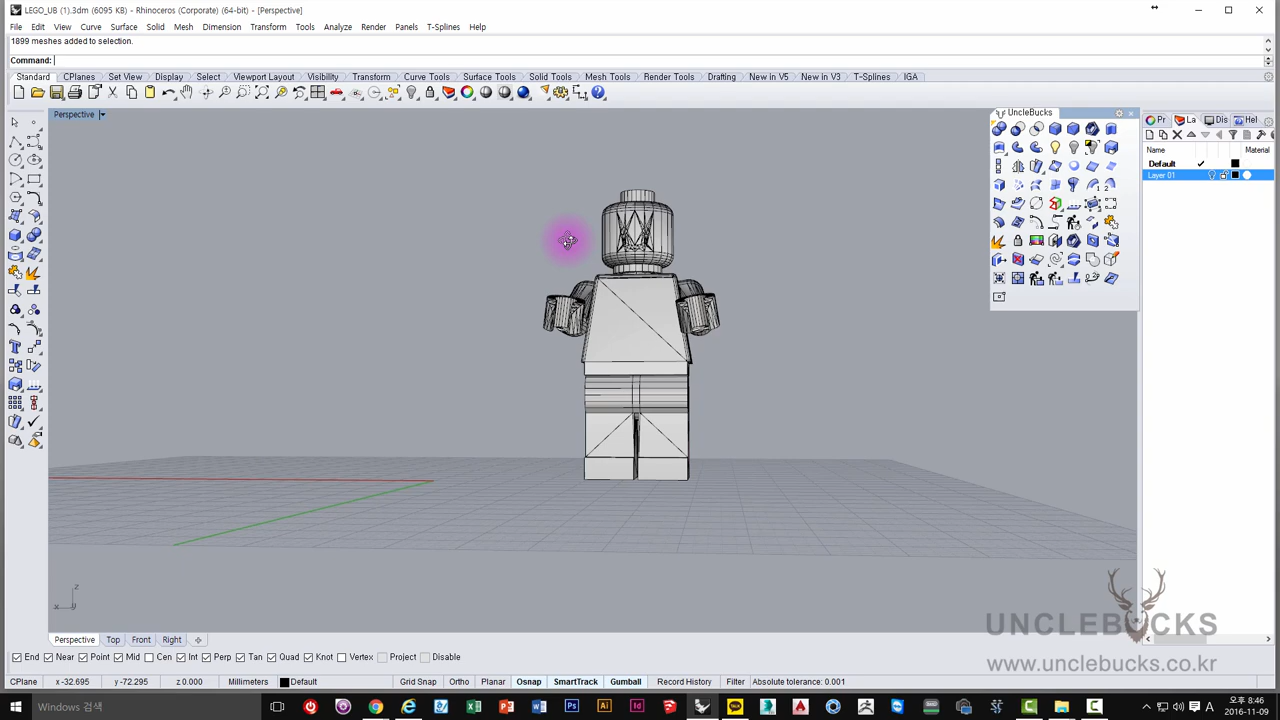 LEGO_UB (1).3dm (6095 KB) - Rhinoceros (Corporate) (64-bit) - [Perspective]
File Edit View Curve Surface Solid Mesh Dimension Transform Tools Analyze Render Panels T-Splines Help
1899 meshes added to selection.
Command:
Standard CPlanes Set View Display Select Viewport Layout Visibility Transform Curve Tools Surface Tools Solid Tools Mesh Tools Render Tools Drafting New in V5 New in V3 T-Splines IGA
Perspective
UncleBucks
Pr La Dis Hel
Name Material
Default
Layer 01
z
x y
UNCLEBUCKS
www.unclebucks.co.kr
Perspective Top Front Right
End Near Point Mid Cen Int Perp Tan Quad Knot Vertex Project Disable
CPlane x -32.695 y -72.295 z 0.000 Millimeters Default Grid Snap Ortho Planar Osnap SmartTrack Gumball Record History Filter Absolute tolerance: 0.001
Windows 검색
A 오후 8:46
2016-11-09